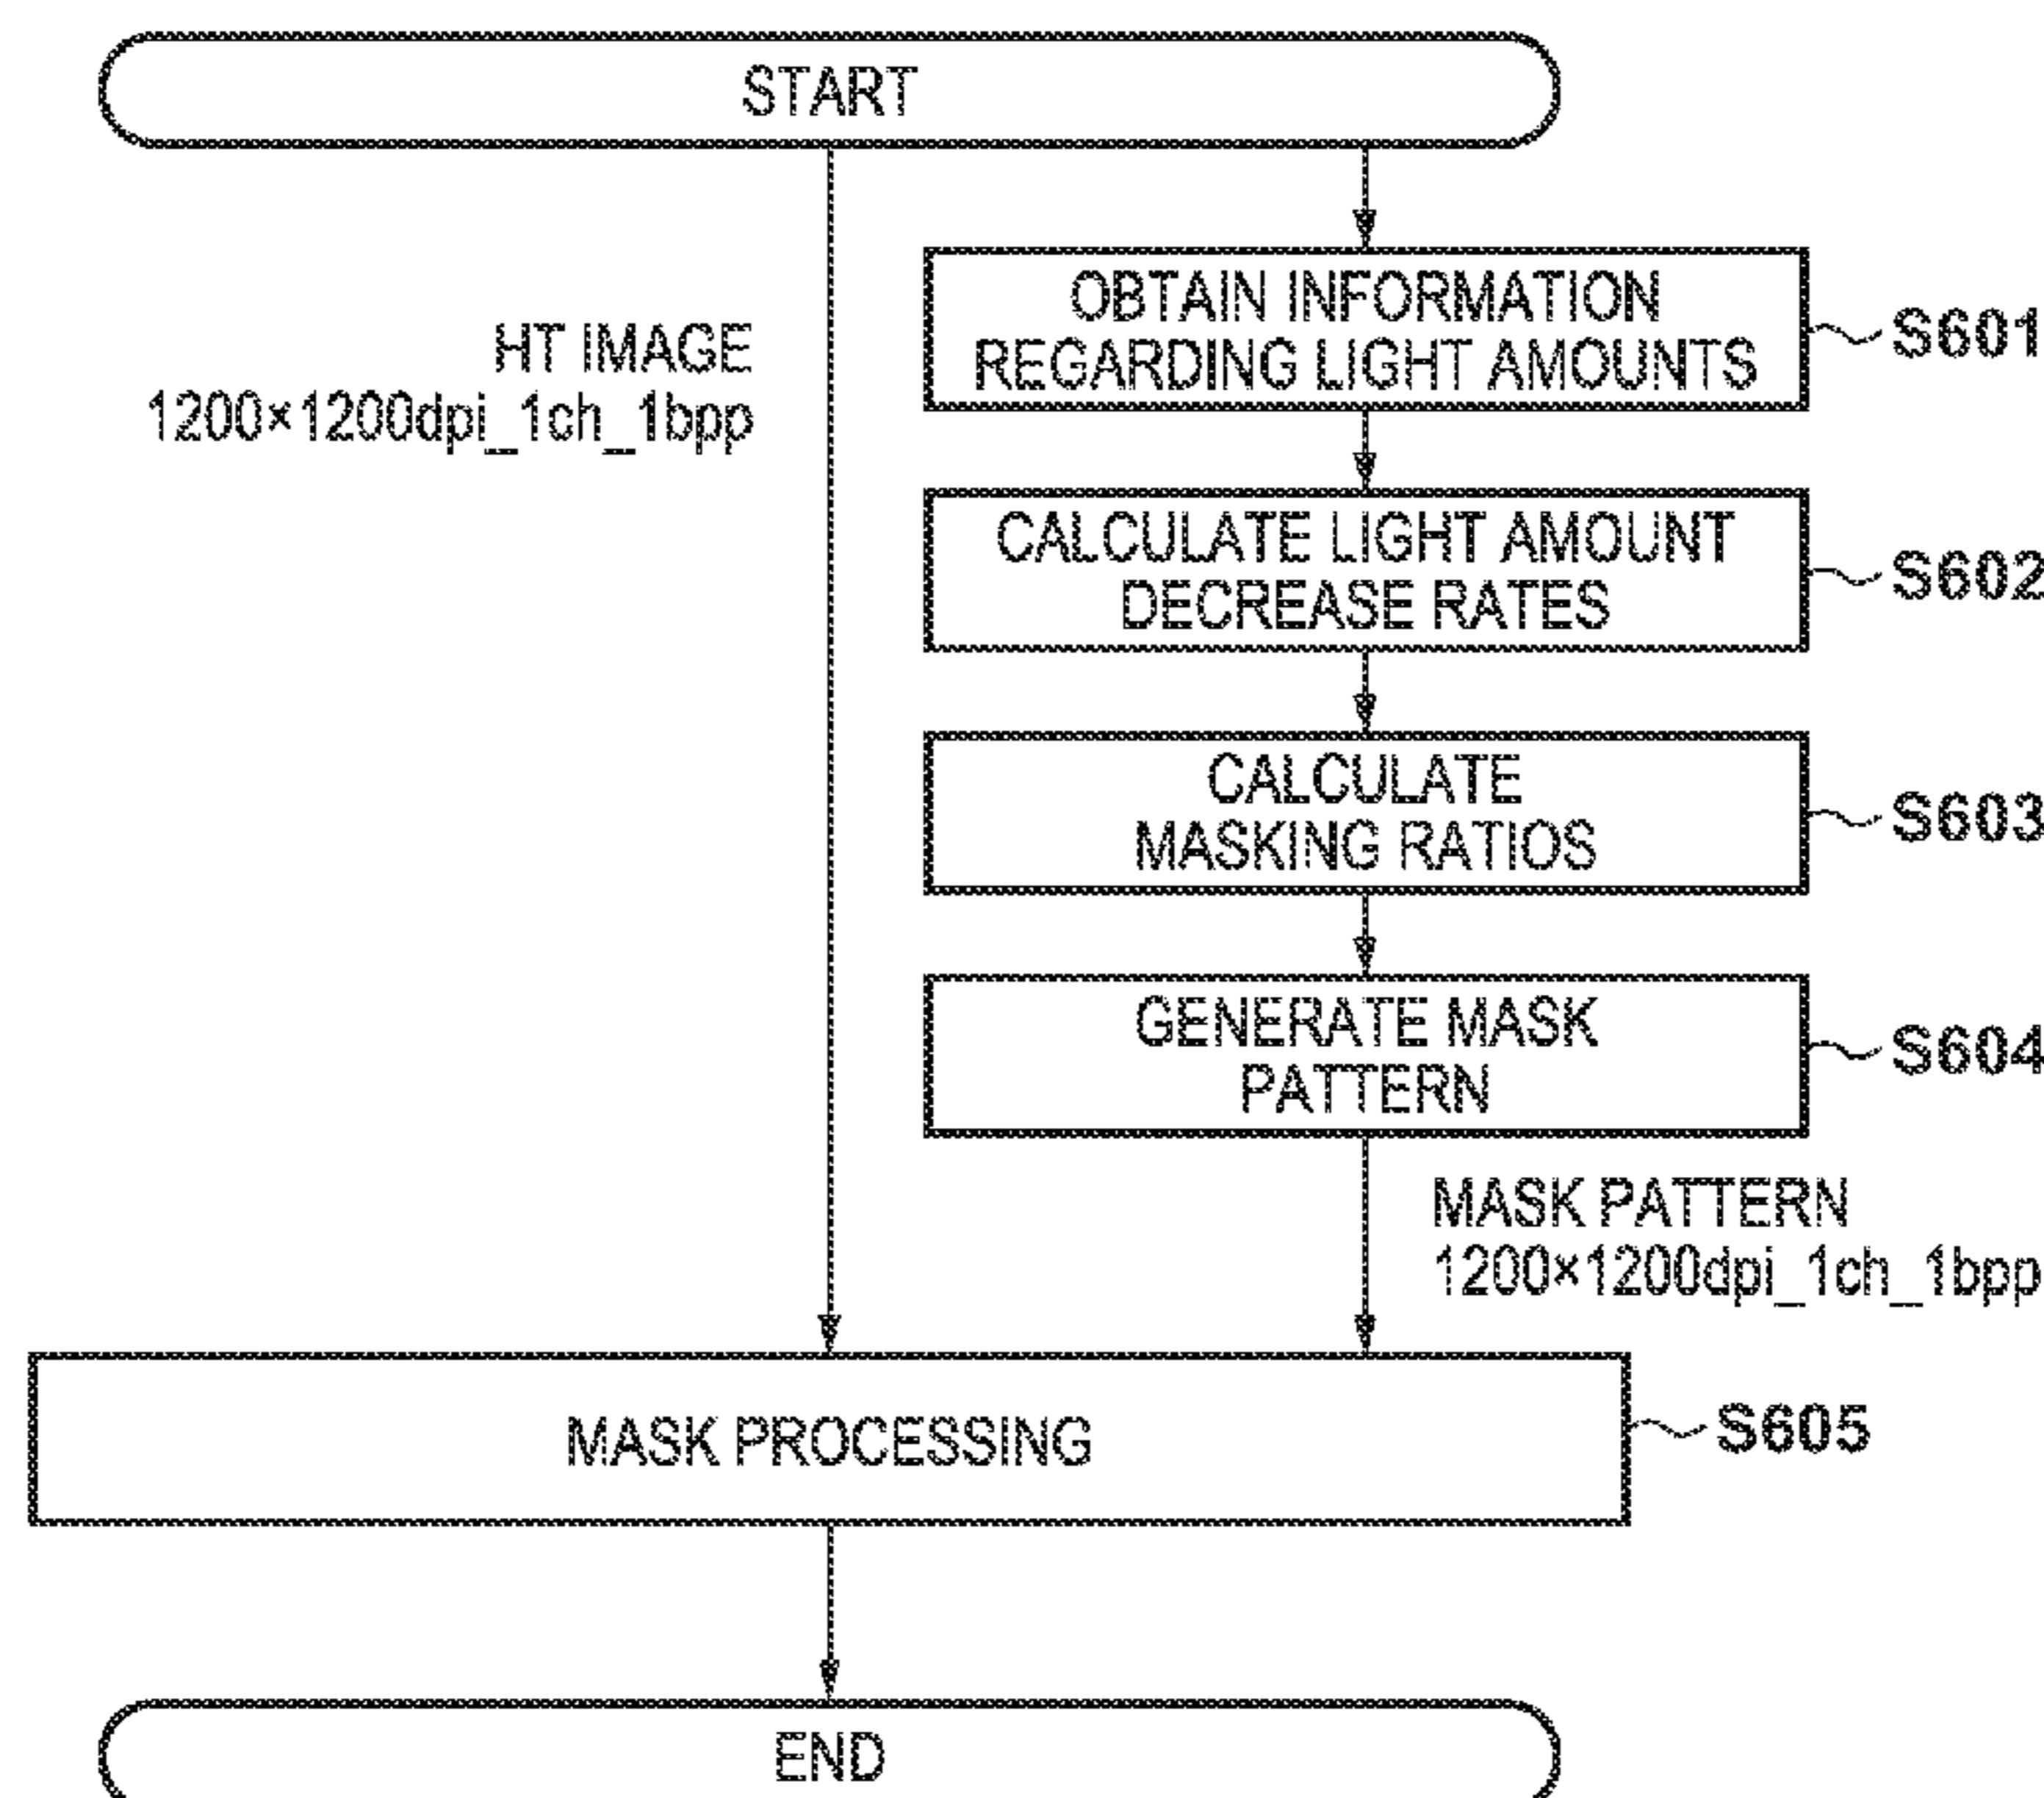 START
HT IMAGE
1200×1200dpi_1ch_1bpp
OBTAIN INFORMATION
REGARDING LIGHT AMOUNTS
S601
CALCULATE LIGHT AMOUNT
DECREASE RATES
S602
CALCULATE
MASKING RATIOS
S603
GENERATE MASK
PATTERN
S604
MASK PATTERN
1200×1200dpi_1ch_1bpp
MASK PROCESSING
S605
END